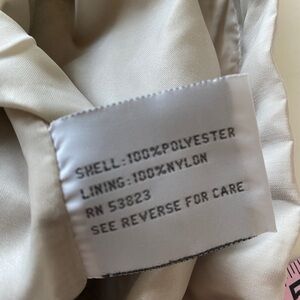 SHELL:100%POLYESTER
LINING:100%NYLON
RN 53823
SEE REVERSE FOR CARE